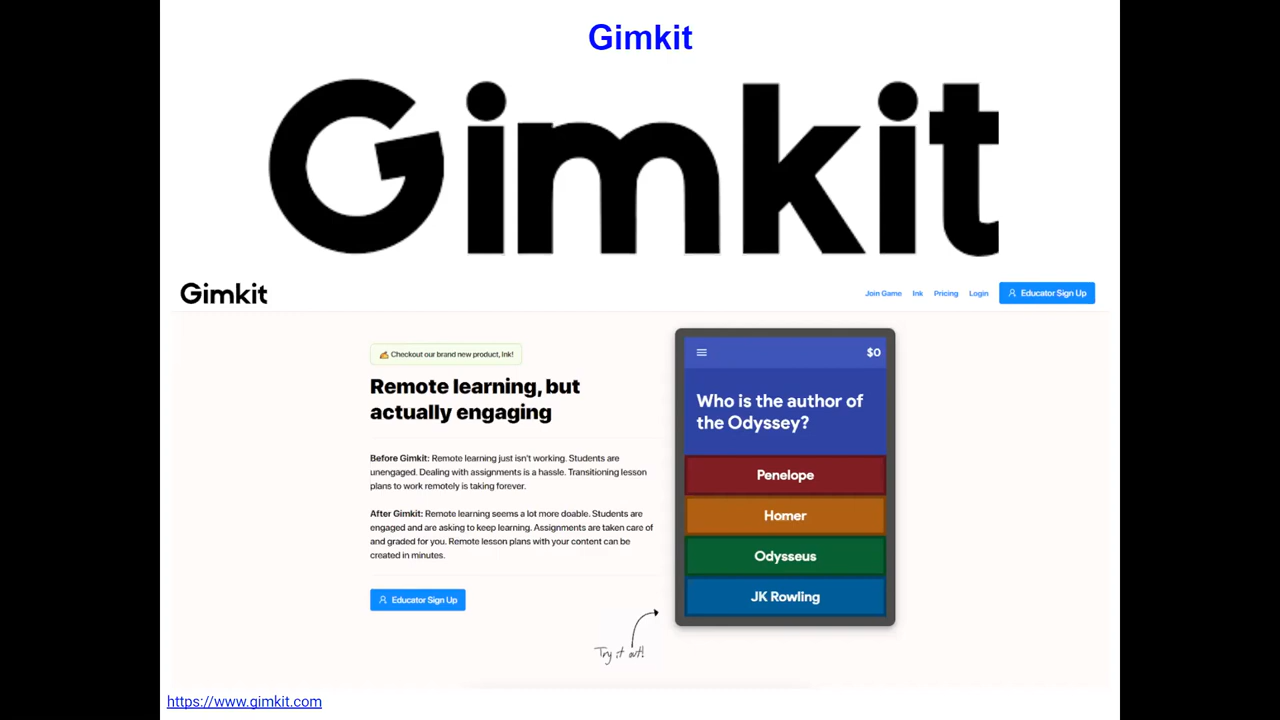 Gimkit
Gimkit
Gimkit
Join Game Ink Pricing Login Educator Sign Up
Checkout our brand new product, Ink!
Remote learning, but
actually engaging
Before Gimkit: Remote learning just isn't working. Students are
unengaged. Dealing with assignments is a hassle. Transitioning lesson
plans to work remotely is taking forever.
After Gimkit: Remote learning seems a lot more doable. Students are
engaged and are asking to keep learning. Assignments are taken care of
and graded for you. Remote lesson plans with your content can be
created in minutes.
Educator Sign Up
Try it out!
$0
Who is the author of
the Odyssey?
Penelope
Homer
Odysseus
JK Rowling
https://www.gimkit.com